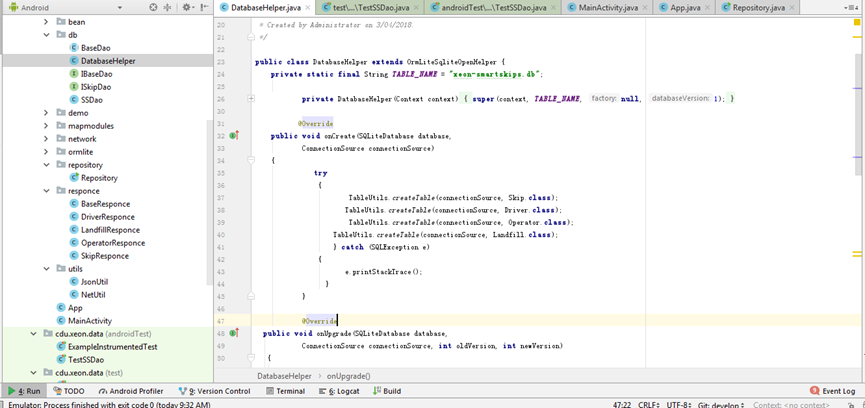 Android
bean
db
BaseDao
DatabaseHelper
IBaseDao
ISkipDao
SSDao
demo
mapmodules
network
ormlite
repository
Repository
responce
BaseResponce
DriverResponce
LandfillResponce
OperatorResponce
SkipResponce
utils
JsonUtil
NetUtil
App
MainActivity
cdu.xeon.data (androidTest)
ExampleInstrumentedTest
TestSSDao
cdu.xeon.data (test)
DatabaseHelper.java
test\...\TestSSDao.java
androidTest\...\TestSSDao.java
MainActivity.java
App.java
Repository.java
20 * Created by Administrator on 3/04/2018.
21 */
22
23 public class DatabaseHelper extends OrmLiteSqliteOpenHelper {
24 private static final String TABLE_NAME = "xeon-smartskips.db";
25
26 private DatabaseHelper(Context context) { super(context, TABLE_NAME, factory: null, databaseVersion: 1); }
30
31 @Override
32 public void onCreate(SQLiteDatabase database,
33 ConnectionSource connectionSource)
34 {
35 try
36 {
37 TableUtils.createTable(connectionSource, Skip.class);
38 TableUtils.createTable(connectionSource, Driver.class);
39 TableUtils.createTable(connectionSource, Operator.class);
40 TableUtils.createTable(connectionSource, Landfill.class);
41 } catch (SQLException e)
42 {
43 e.printStackTrace();
44 }
45 }
46
47 @Override
48 public void onUpgrade(SQLiteDatabase database,
49 ConnectionSource connectionSource, int oldVersion, int newVersion)
50 {
DatabaseHelper › onUpgrade()
4: Run
TODO
Android Profiler
9: Version Control
Terminal
6: Logcat
Build
Event Log
Emulator: Process finished with exit code 0 (today 9:32 AM)
47:22 CRLF UTF-8 Git: develop Context: <no context>